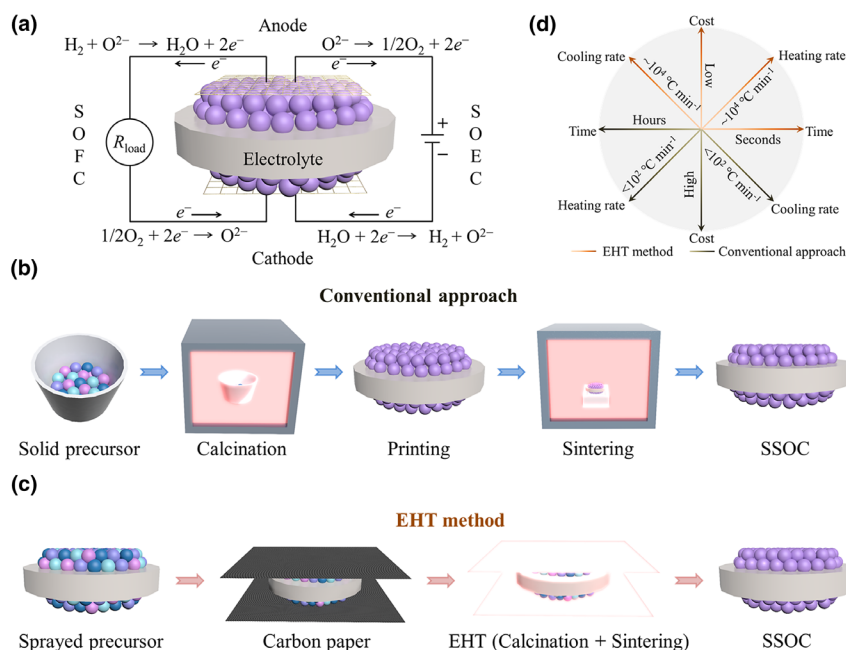 (a)
Anode
H₂ + O²⁻ → H₂O + 2e⁻
O²⁻ → 1/2O₂ + 2e⁻
e⁻
e⁻
SOFC
R_load
Electrolyte
+
−
SOEC
e⁻
e⁻
1/2O₂ + 2e⁻ → O²⁻
H₂O + 2e⁻ → H₂ + O²⁻
Cathode
(d)
Cost
Cooling rate
Heating rate
~10⁴ °C min⁻¹
Low
~10⁴ °C min⁻¹
Time
Hours
Seconds
Time
<10² °C min⁻¹
High
<10² °C min⁻¹
Heating rate
Cooling rate
Cost
EHT method
Conventional approach
(b)
Conventional approach
Solid precursor
Calcination
Printing
Sintering
SSOC
(c)
EHT method
Sprayed precursor
Carbon paper
EHT (Calcination + Sintering)
SSOC